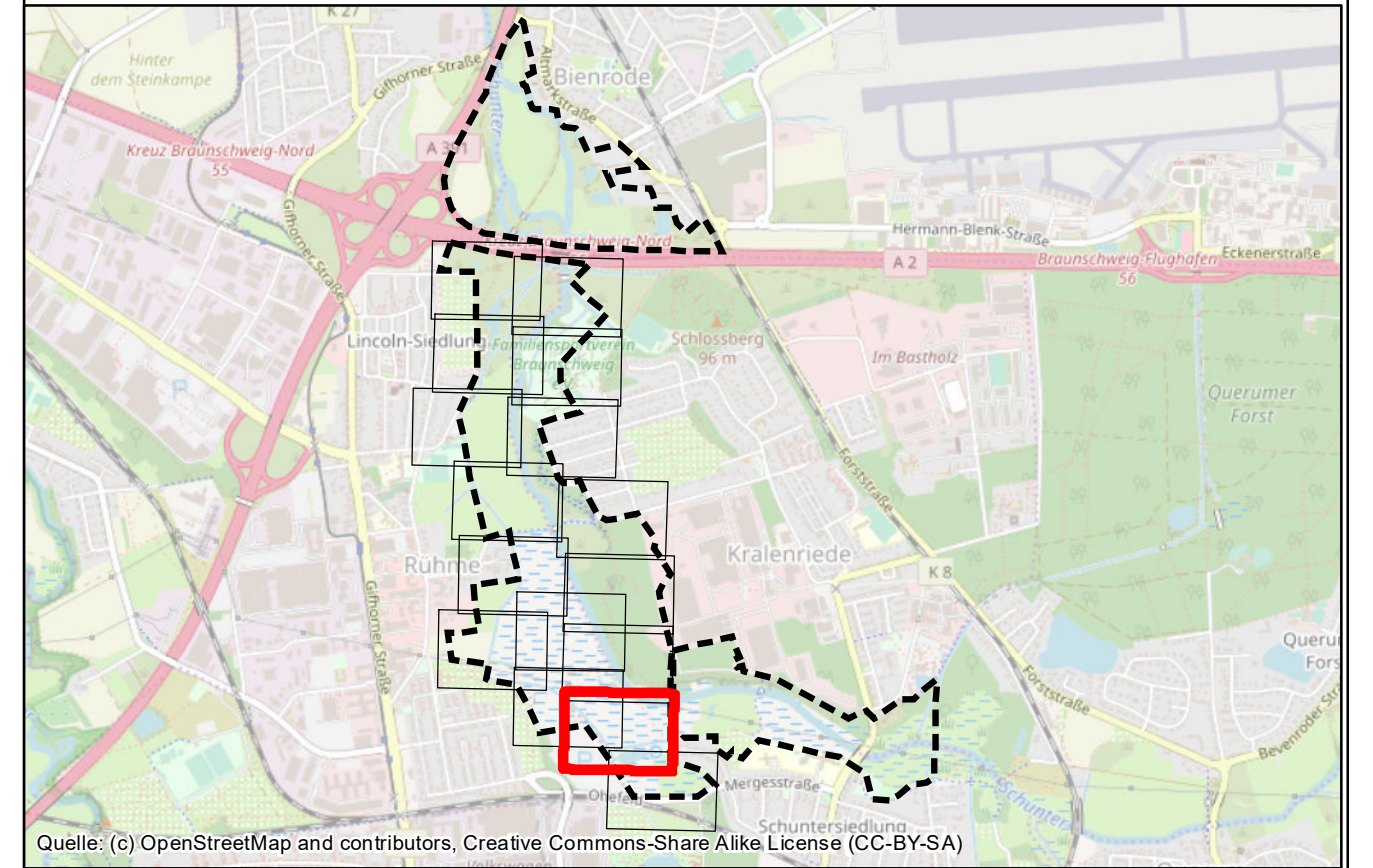 K 27
Hinter
dem Steinkampe
Gifhorner Straße
Altmarkstraße
Bienrode
Kreuz Braunschweig-Nord
55
A 391
Gifhorner Straße
Kreuz Braunschweig-Nord
Hermann-Blenk-Straße
A 2
Braunschweig-Flughafen
56
Eckenerstraße
Lincoln-Siedlung
Familiensportverein
Braunschweig
Schlossberg
96 m
Im Bastholz
P
Querumer
Forst
Forststraße
Rühme
Kralenriede
K 8
Gifhorner Straße
Forststraße
Bevenroder
P
Mergesstraße
Ohefeld
Schuntersiedlung
Schunter
Quelle: (c) OpenStreetMap and contributors, Creative Commons-Share Alike License (CC-BY-SA)
Volkswagen